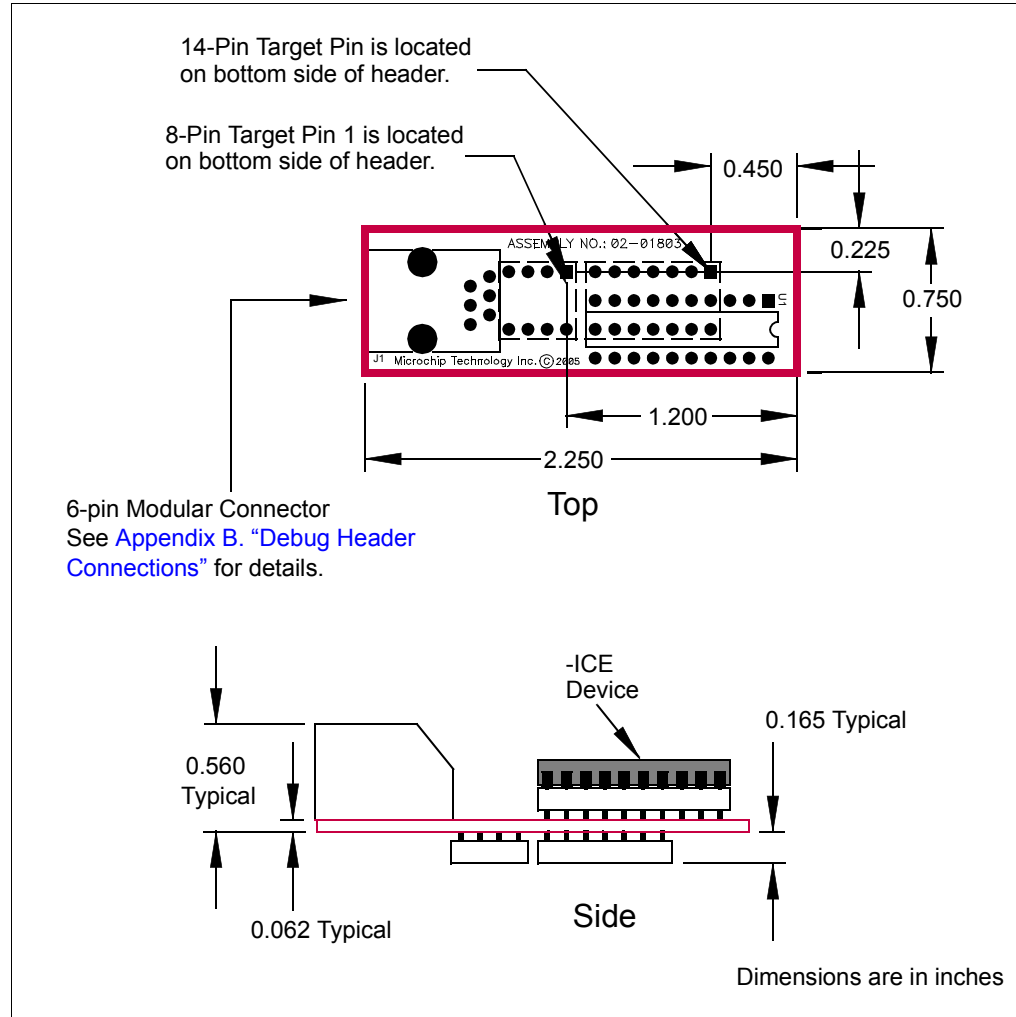 14-Pin Target Pin is located
on bottom side of header.
8-Pin Target Pin 1 is located
on bottom side of header.
0.450
0.225
0.750
ASSEMBLY NO.: 02-01803
U1
J1 Microchip Technology Inc. © 2005
1.200
2.250
Top
6-pin Modular Connector
See Appendix B. “Debug Header
Connections” for details.
-ICE
Device
0.165 Typical
0.560
Typical
0.062 Typical
Side
Dimensions are in inches